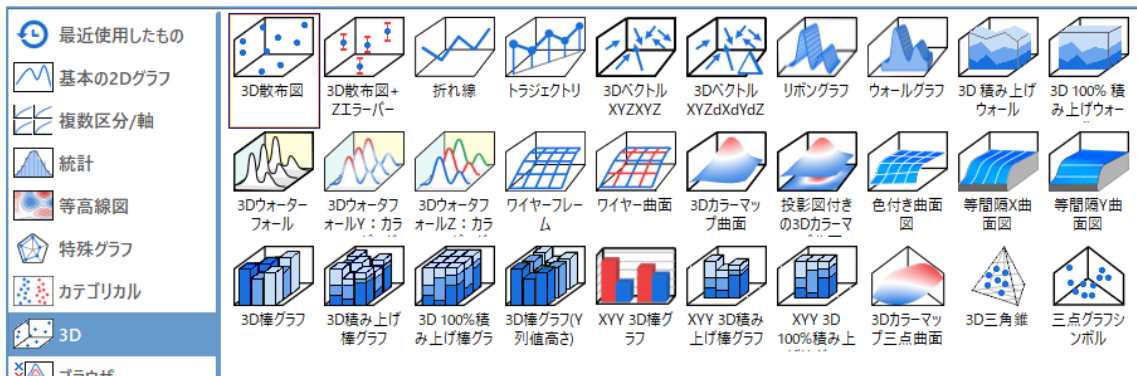 最近使用したもの
基本の2Dグラフ
複数区分/軸
統計
等高線図
特殊グラフ
カテゴリカル
3D
ブラウザ
3D散布図
3D散布図+
Zエラーバー
折れ線
トラジェクトリ
3Dベクトル
XYZXYZ
3Dベクトル
XYZdXdYdZ
リボングラフ
ウォールグラフ
3D 積み上げ
ウォール
3D 100% 積
み上げウォー
3Dウォーター
フォール
3Dウォータフ
ォールY:カラ
3Dウォータフ
ォールZ:カラ
ワイヤーフレー
ム
ワイヤー曲面
3Dカラーマッ
プ曲面
投影図付き
の3Dカラーマ
色付き曲面
図
等間隔X曲
面図
等間隔Y曲
面図
3D棒グラフ
3D積み上げ
棒グラフ
3D 100%積
み上げ棒グラ
3D棒グラフ(Y
列値高さ)
XYY 3D棒グ
ラフ
XYY 3D積み
上げ棒グラフ
XYY 3D
100%積み上
3Dカラーマッ
プ三点曲面
3D三角錐
三点グラフシ
ンボル